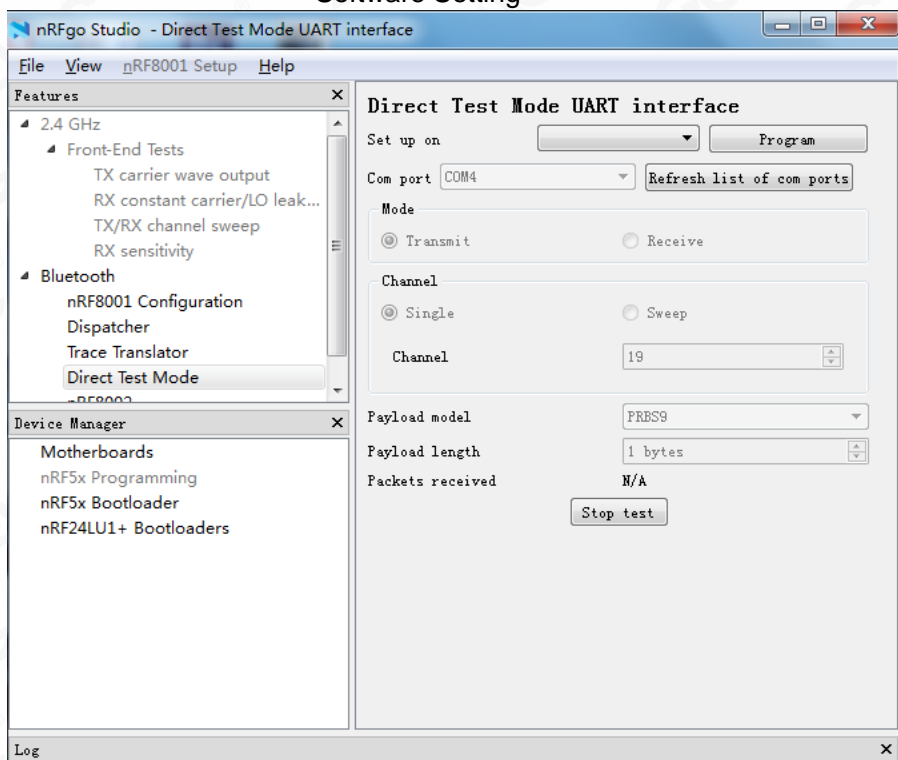 Software Setting
nRFgo Studio - Direct Test Mode UART interface
File View nRF8001 Setup Help
Features
2.4 GHz
Front-End Tests
TX carrier wave output
RX constant carrier/LO leak...
TX/RX channel sweep
RX sensitivity
Bluetooth
nRF8001 Configuration
Dispatcher
Trace Translator
Direct Test Mode
nRF8002
Device Manager
Motherboards
nRF5x Programming
nRF5x Bootloader
nRF24LU1+ Bootloaders
Direct Test Mode UART interface
Set up on Program
Com port COM4 Refresh list of com ports
Mode
Transmit Receive
Channel
Single Sweep
Channel 19
Payload model PRBS9
Payload length 1 bytes
Packets received N/A
Stop test
Log